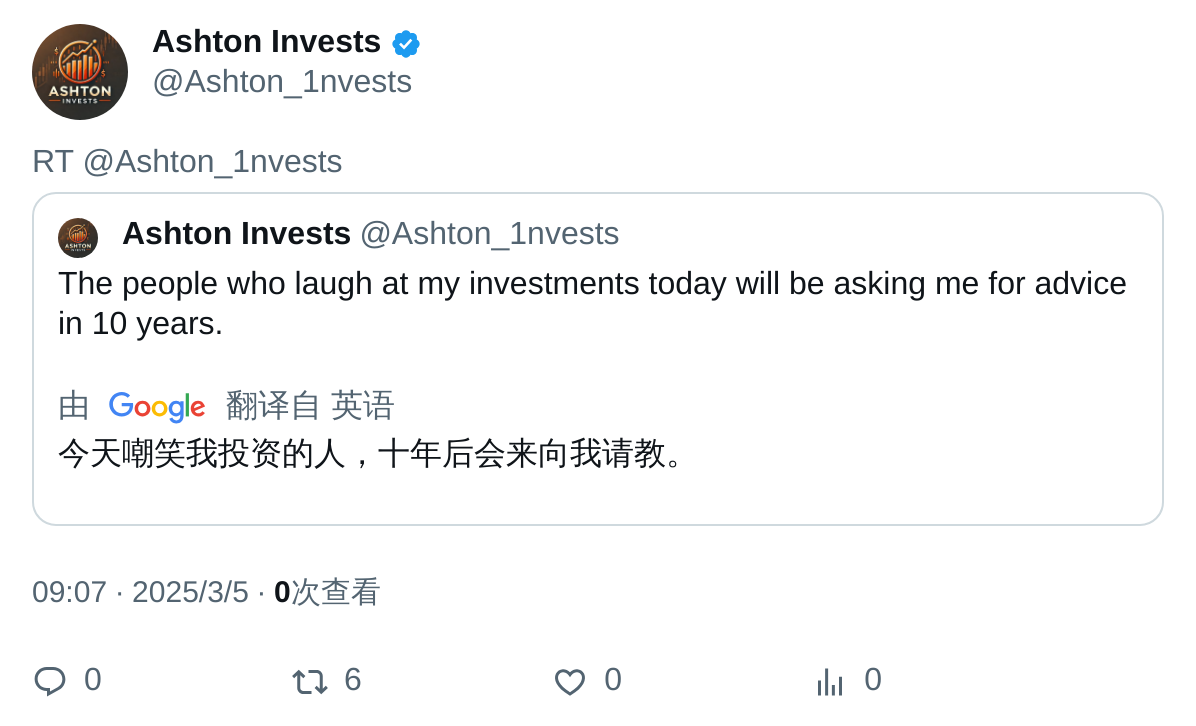 Ashton Invests
@Ashton_1nvests
ASHTON
INVESTS
RT @Ashton_1nvests
Ashton Invests @Ashton_1nvests
ASHTON
The people who laugh at my investments today will be asking me for advice
in 10 years.
由 Google 翻译自 英语
今天嘲笑我投资的人，十年后会来向我请教。
09:07 · 2025/3/5 · 0次查看
0 6 0 0